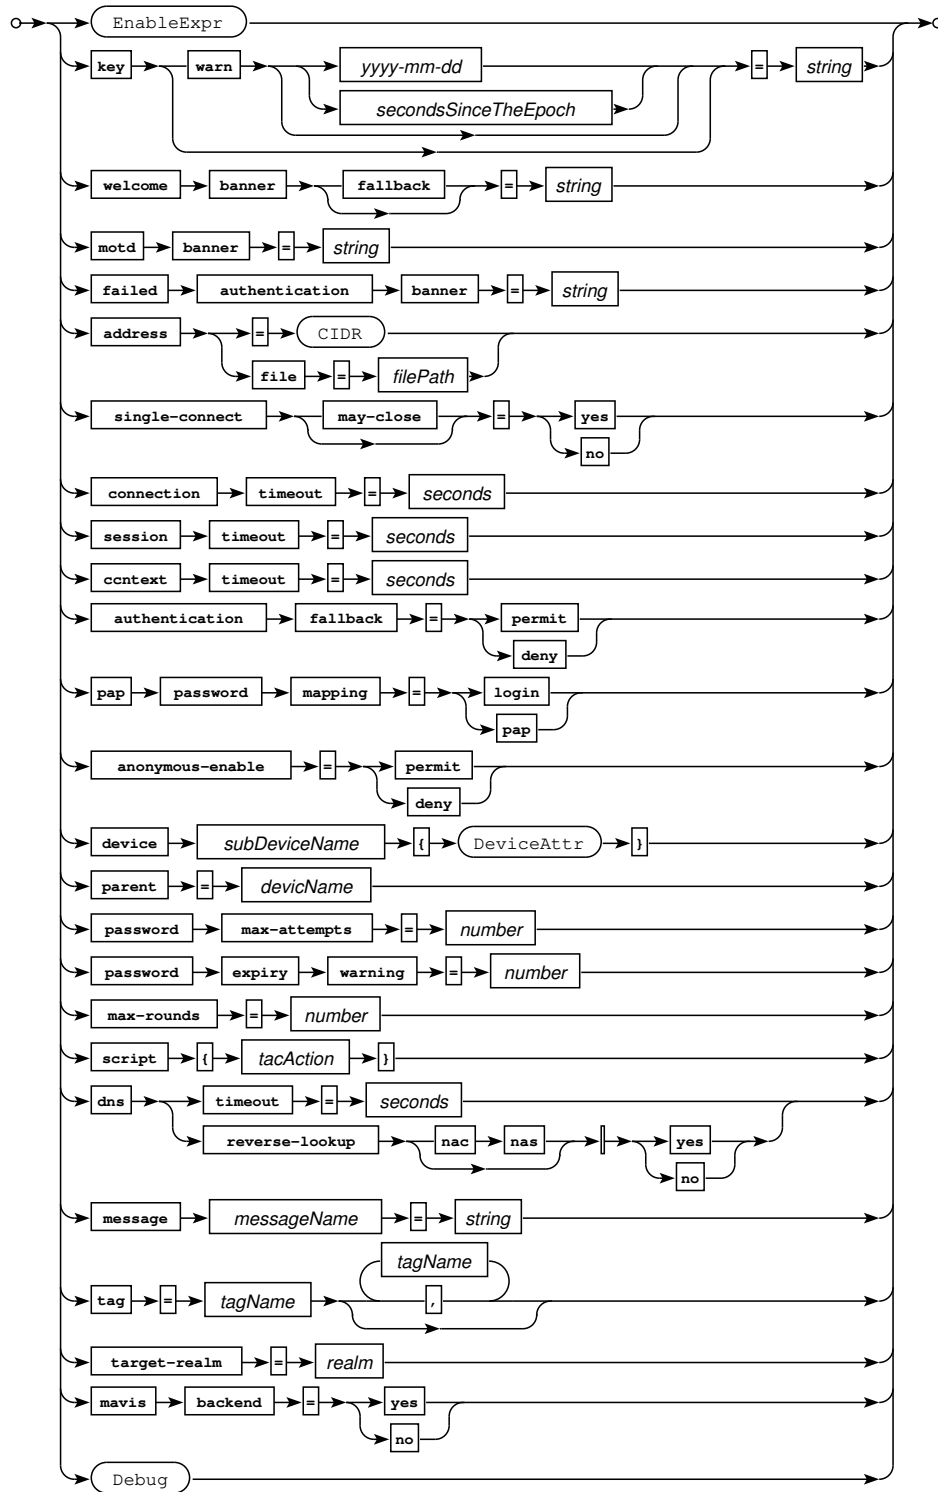 EnableExpr
key warn yyyy-mm-dd = string
secondsSinceTheEpoch
welcome banner fallback = string
motd banner = string
failed authentication banner = string
address = CIDR
file = filePath
single-connect may-close = yes
no
connection timeout = seconds
session timeout = seconds
ccntext timeout = seconds
authentication fallback = permit
deny
pap password mapping = login
pap
anonymous-enable = permit
deny
device subDeviceName { DeviceAttr }
parent = devicName
password max-attempts = number
password expiry warning = number
max-rounds = number
script { tacAction }
dns timeout = seconds
reverse-lookup nac nas | yes
no
message messageName = string
tagName
tag = tagName ,
target-realm = realm
mavis backend = yes
no
Debug